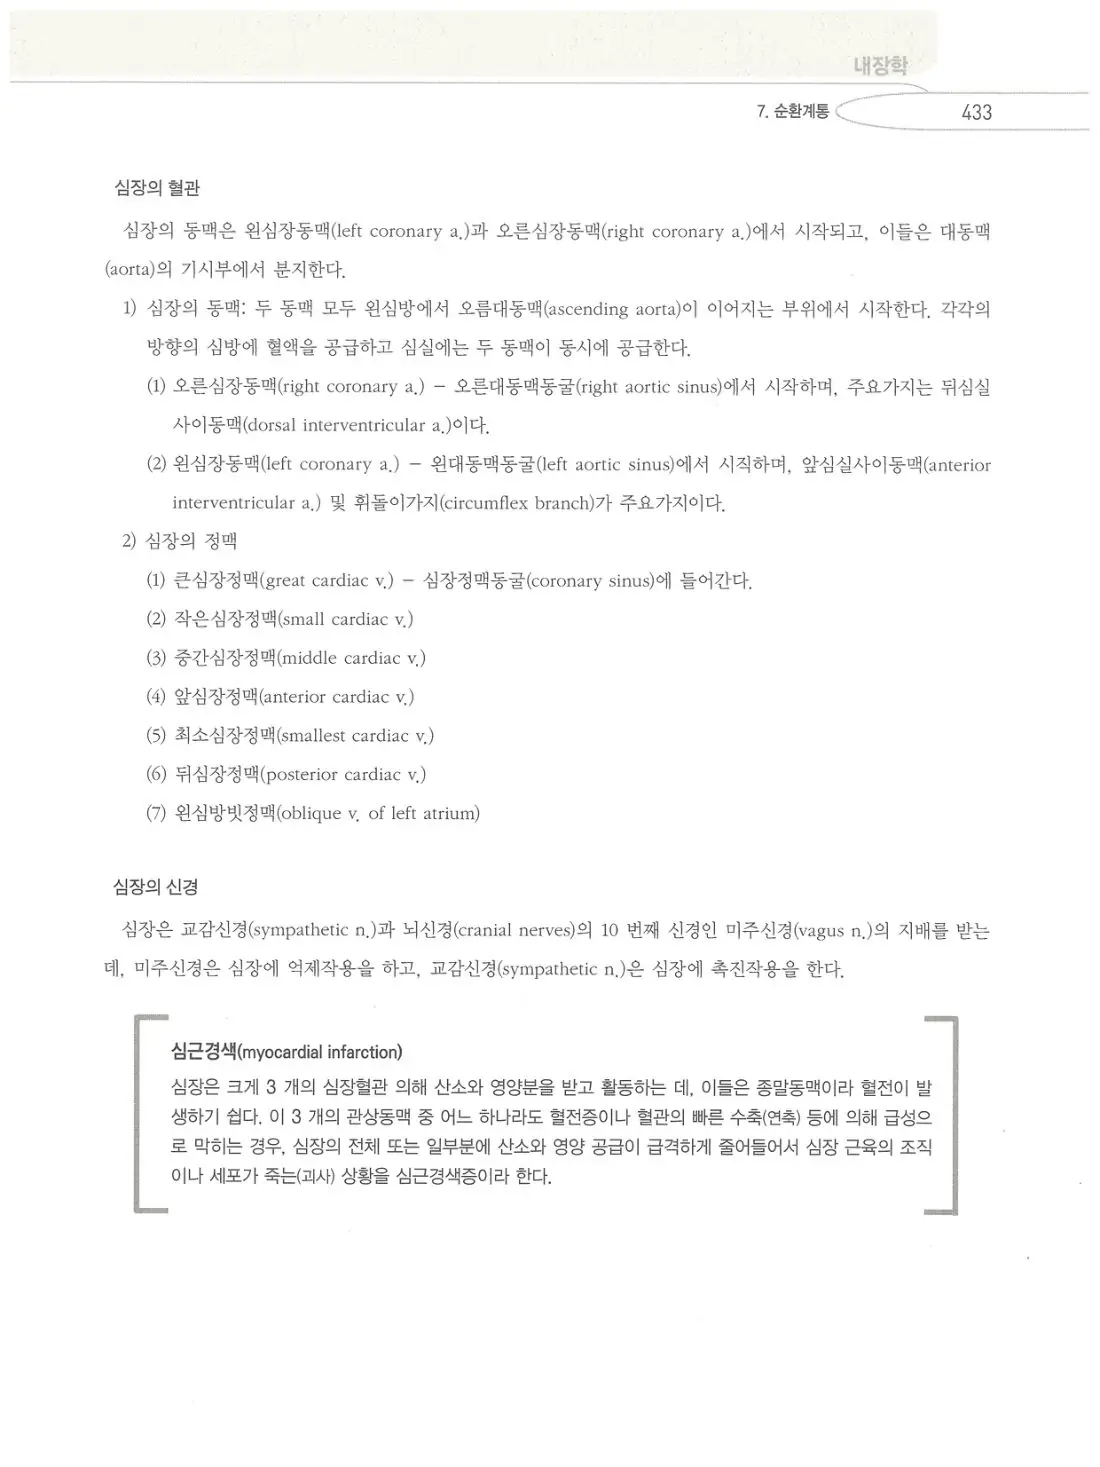 내장학
7. 순환계통 433
심장의 혈관
심장의 동맥은 왼심장동맥(left coronary a.)과 오른심장동맥(right coronary a.)에서 시작되고, 이들은 대동맥
(aorta)의 기시부에서 분지한다.
1) 심장의 동맥: 두 동맥 모두 왼심방에서 오름대동맥(ascending aorta)이 이어지는 부위에서 시작한다. 각각의
방향의 심방에 혈액을 공급하고 심실에는 두 동맥이 동시에 공급한다.
(1) 오른심장동맥(right coronary a.) - 오른대동맥동굴(right aortic sinus)에서 시작하며, 주요가지는 뒤심실
사이동맥(dorsal interventricular a.)이다.
(2) 왼심장동맥(left coronary a.) - 왼대동맥동굴(left aortic sinus)에서 시직하며, 앞심실사이동맥(anterior
interventricular a.) 및 휘돌이가지(circumflex branch)가 주요가지이다.
2) 심장의 정맥
(1) 큰심장정맥(great cardiac v.) - 심장정맥동굴(coronary sinus)에 들어간다.
(2) 작은심장정맥(small cardiac v.)
(3) 중간심장정맥(middle cardiac v.)
(4) 앞심장정맥(anterior cardiac v.)
(5) 최소심장정맥(smallest cardiac v.)
(6) 뒤심장정맥(posterior cardiac v.)
(7) 왼심방빗정맥(oblique v. of left atrium)
심장의 신경
심장은 교감신경(sympathetic n.)과 뇌신경(cranial nerves)의 10 번째 신경인 미주신경(vagus n.)의 지배를 받는
데, 미주신경은 심장에 억제작용을 하고, 교감신경(sympathetic n.)은 심장에 촉진작용을 한다.
심근경색(myocardial infarction)
심장은 크게 3 개의 심장혈관 의해 산소와 영양분을 받고 활동하는 데, 이들은 종말동맥이라 혈전이 발
생하기 쉽다. 이 3 개의 관상동맥 중 어느 하나라도 혈전증이나 혈관의 빠른 수축(연축) 등에 의해 급성으
로 막히는 경우, 심장의 전체 또는 일부분에 산소와 영양 공급이 급격하게 줄어들어서 심장 근육의 조직
이나 세포가 죽는(괴사) 상황을 심근경색증이라 한다.